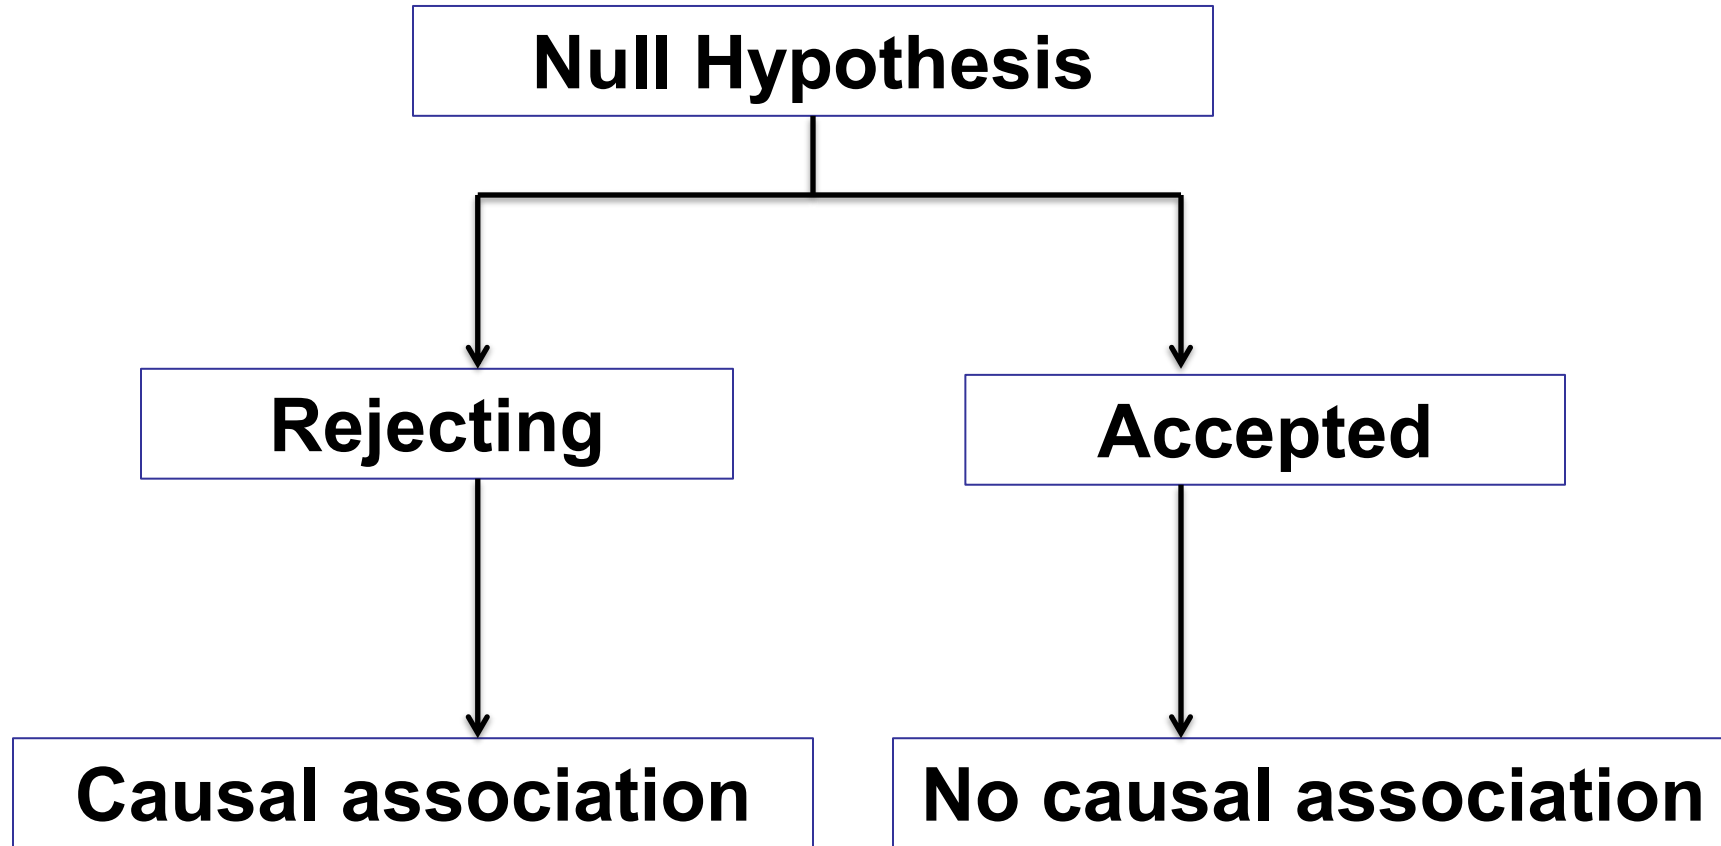 Null Hypothesis
Rejecting
Accepted
Causal association
No causal association